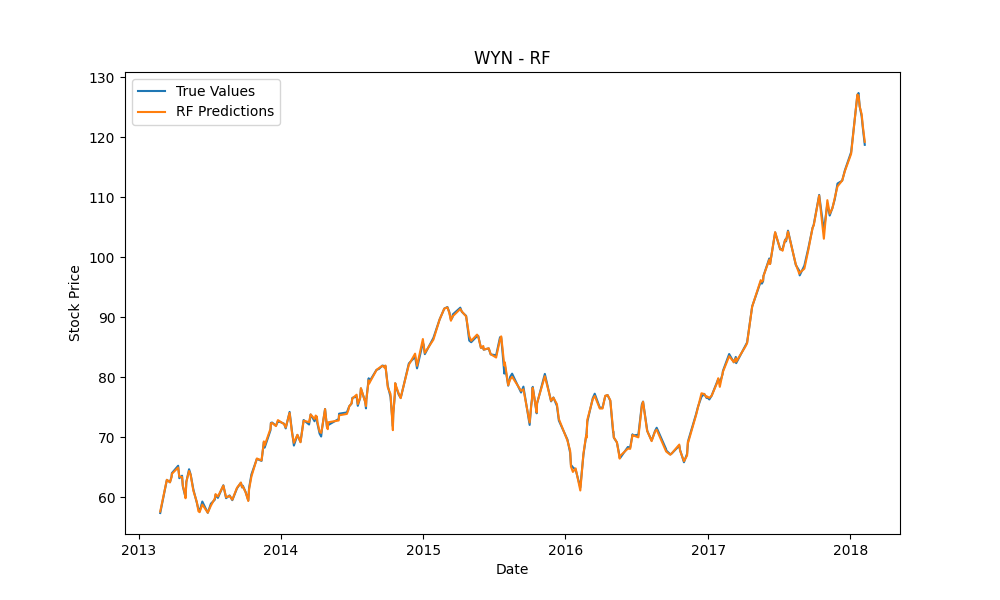 WYN - RF
True Values
RF Predictions
Stock Price
130
120
110
100
90
80
70
60
2013
2014
2015
2016
2017
2018
Date